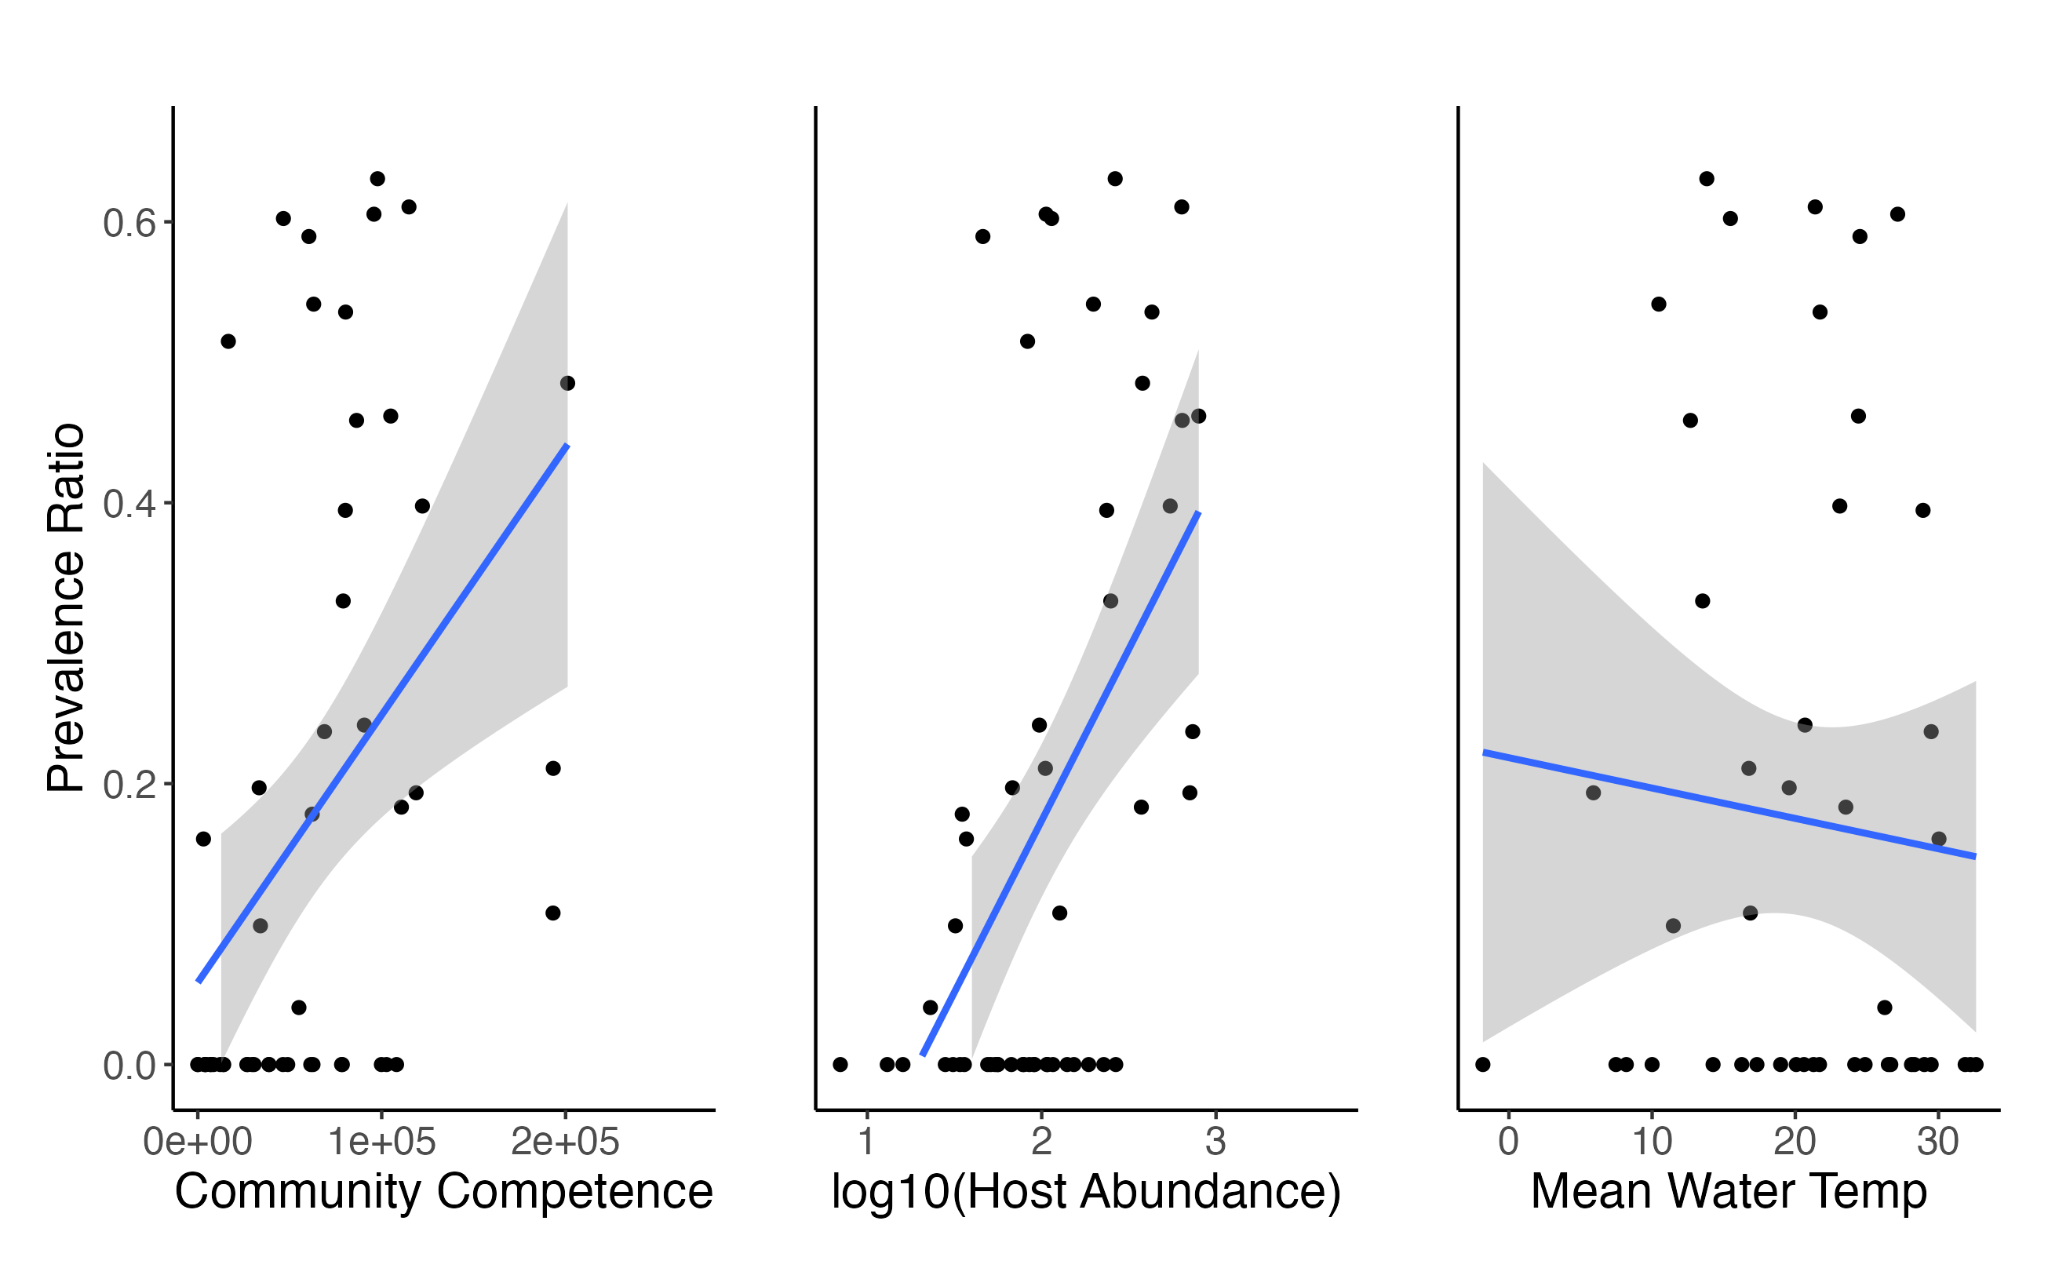 Prevalence Ratio
0.6
0.4
0.2
0.0
0e+00 1e+05 2e+05
Community Competence
1 2 3
log10(Host Abundance)
0 10 20 30
Mean Water Temp